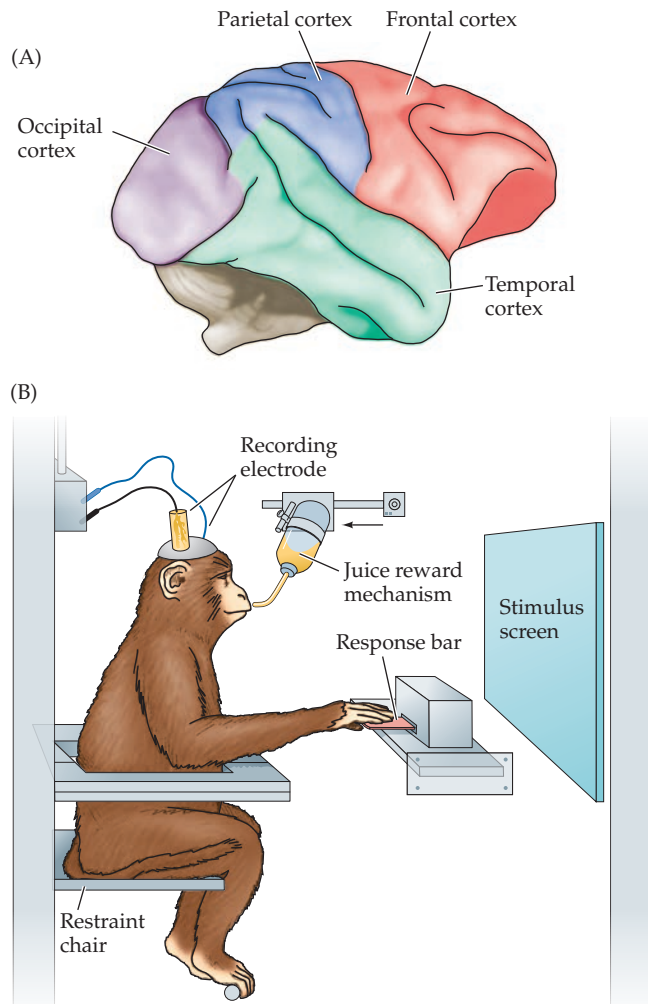 (A)
Parietal cortex
Frontal cortex
Occipital
cortex
Temporal
cortex
(B)
Recording
electrode
Juice reward
mechanism
Stimulus
screen
Response bar
Restraint
chair